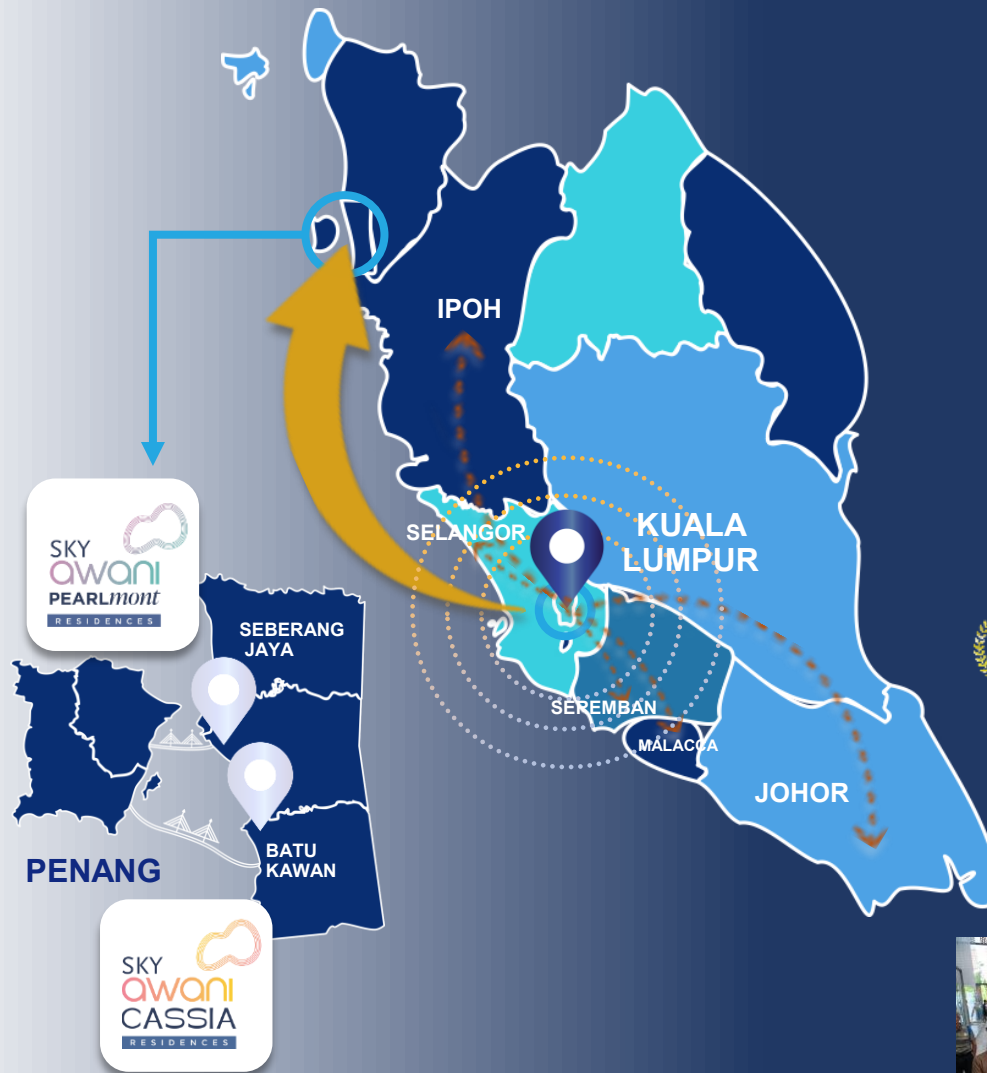 IPOH
SELANGOR
KUALA
LUMPUR
SEREMBAN
MALACCA
JOHOR
SKY
awani
PEARLmont
RESIDENCES
SEBERANG
JAYA
BATU
KAWAN
PENANG
SKY
awani
CASSIA
RESIDENCES